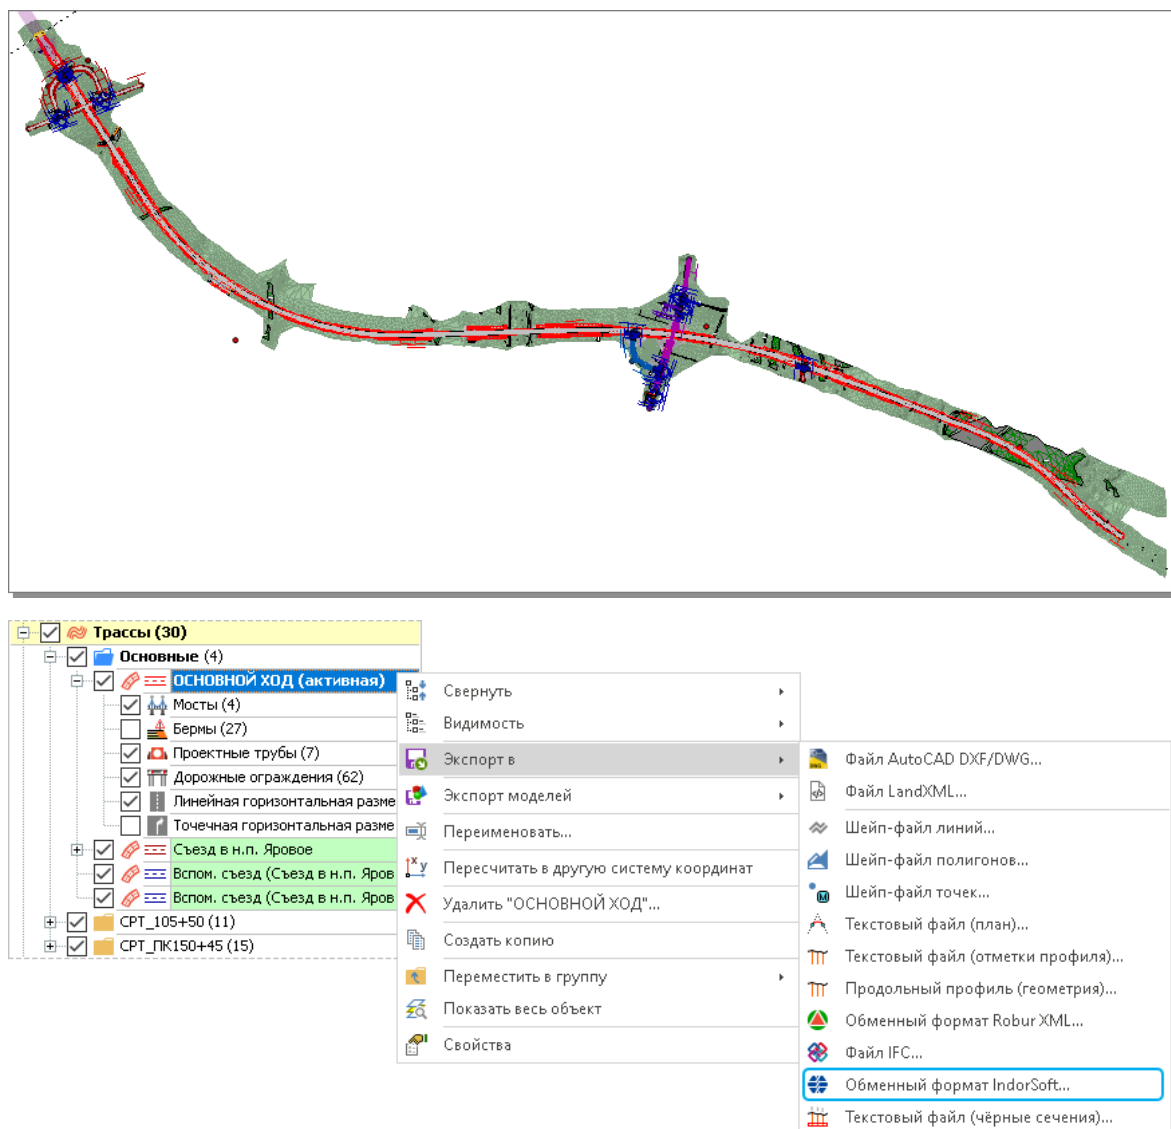 Трассы (30)
Основные (4)
ОСНОВНОЙ ХОД (активная)
Мосты (4)
Бермы (27)
Проектные трубы (7)
Дорожные ограждения (62)
Линейная горизонтальная разме
Точечная горизонтальная разме
Съезд в н.п. Яровое
Вспом. съезд (Съезд в н.п. Яров
Вспом. съезд (Съезд в н.п. Яров
СРТ_105+50 (11)
СРТ_ПК150+45 (15)
Свернуть
Видимость
Экспорт в
Экспорт моделей
Переименовать...
Пересчитать в другую систему координат
Удалить "ОСНОВНОЙ ХОД"...
Создать копию
Переместить в группу
Показать весь объект
Свойства
Файл AutoCAD DXF/DWG...
Файл LandXML...
Шейп-файл линий...
Шейп-файл полигонов...
Шейп-файл точек...
Текстовый файл (план)...
Текстовый файл (отметки профиля)...
Продольный профиль (геометрия)...
Обменный формат Robur XML...
Файл IFC...
Обменный формат IndorSoft...
Текстовый файл (чёрные сечения)...